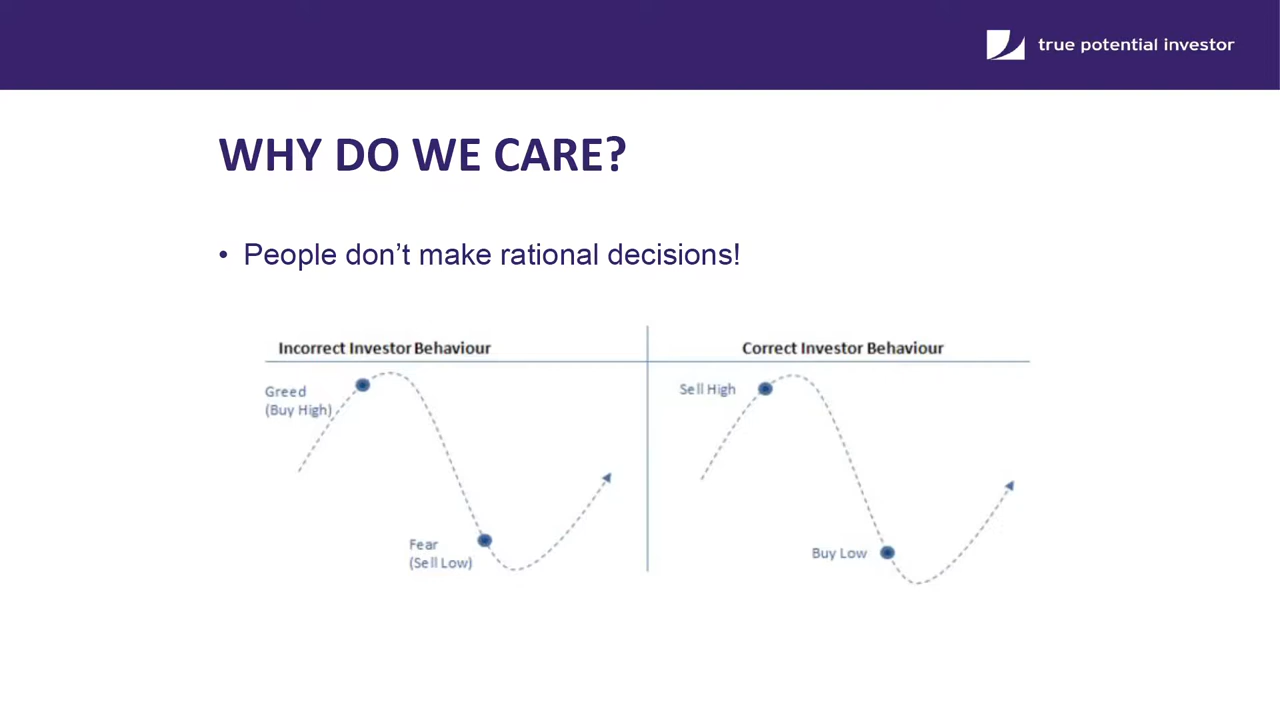 true potential investor
WHY DO WE CARE?
• People don’t make rational decisions!
Incorrect Investor Behaviour
Greed
(Buy High)
Fear
(Sell Low)
Correct Investor Behaviour
Sell High
Buy Low